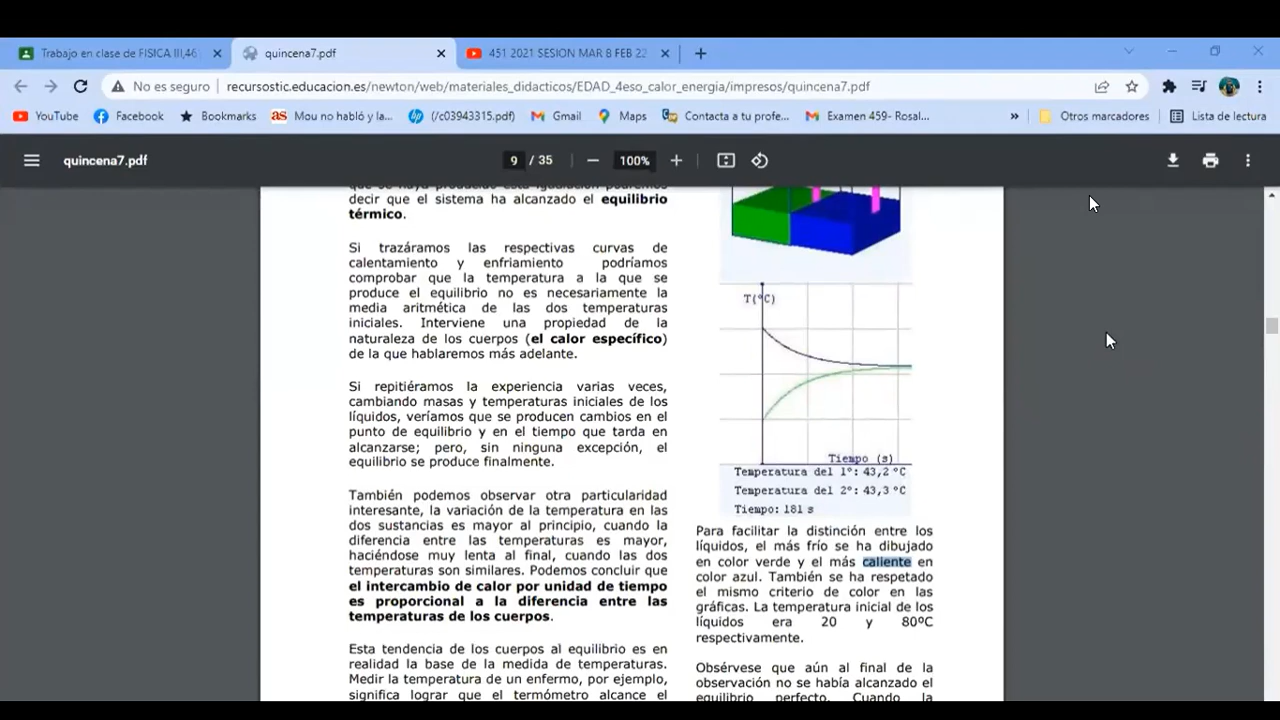 Trabajo en clase de FISICA III,46
quincena7.pdf
451 2021 SESION MAR 8 FEB 22
No es seguro
recursostic.educacion.es/newton/web/materiales_didacticos/EDAD_4eso_calor_energia/impresos/quincena7.pdf
YouTube
Facebook
Bookmarks
Mou no habló y la...
(/c03943315.pdf)
Gmail
Maps
Contacta a tu profe...
Examen 459- Rosal...
»
Otros marcadores
Lista de lectura
quincena7.pdf
9 / 35
100%
decir que el sistema ha alcanzado el equilibrio
térmico.
Si trazáramos las respectivas curvas de
calentamiento y enfriamiento podríamos
comprobar que la temperatura a la que se
produce el equilibrio no es necesariamente la
media aritmética de las dos temperaturas
iniciales. Interviene una propiedad de la
naturaleza de los cuerpos (el calor específico)
de la que hablaremos más adelante.
Si repitiéramos la experiencia varias veces,
cambiando masas y temperaturas iniciales de los
líquidos, veríamos que se producen cambios en el
punto de equilibrio y en el tiempo que tarda en
alcanzarse; pero, sin ninguna excepción, el
equilibrio se produce finalmente.
También podemos observar otra particularidad
interesante, la variación de la temperatura en las
dos sustancias es mayor al principio, cuando la
diferencia entre las temperaturas es mayor,
haciéndose muy lenta al final, cuando las dos
temperaturas son similares. Podemos concluir que
el intercambio de calor por unidad de tiempo
es proporcional a la diferencia entre las
temperaturas de los cuerpos.
Esta tendencia de los cuerpos al equilibrio es en
realidad la base de la medida de temperaturas.
Medir la temperatura de un enfermo, por ejemplo,
significa lograr que el termómetro alcance el
T(°C)
Tiempo (s)
Temperatura del 1º: 43,2 ºC
Temperatura del 2º: 43,3 ºC
Tiempo: 181 s
Para facilitar la distinción entre los
líquidos, el más frío se ha dibujado
en color verde y el más caliente en
color azul. También se ha respetado
el mismo criterio de color en las
gráficas. La temperatura inicial de los
líquidos era 20 y 80ºC
respectivamente.
Obsérvese que aún al final de la
observación no se había alcanzado el
equilibrio perfecto. Cuando la